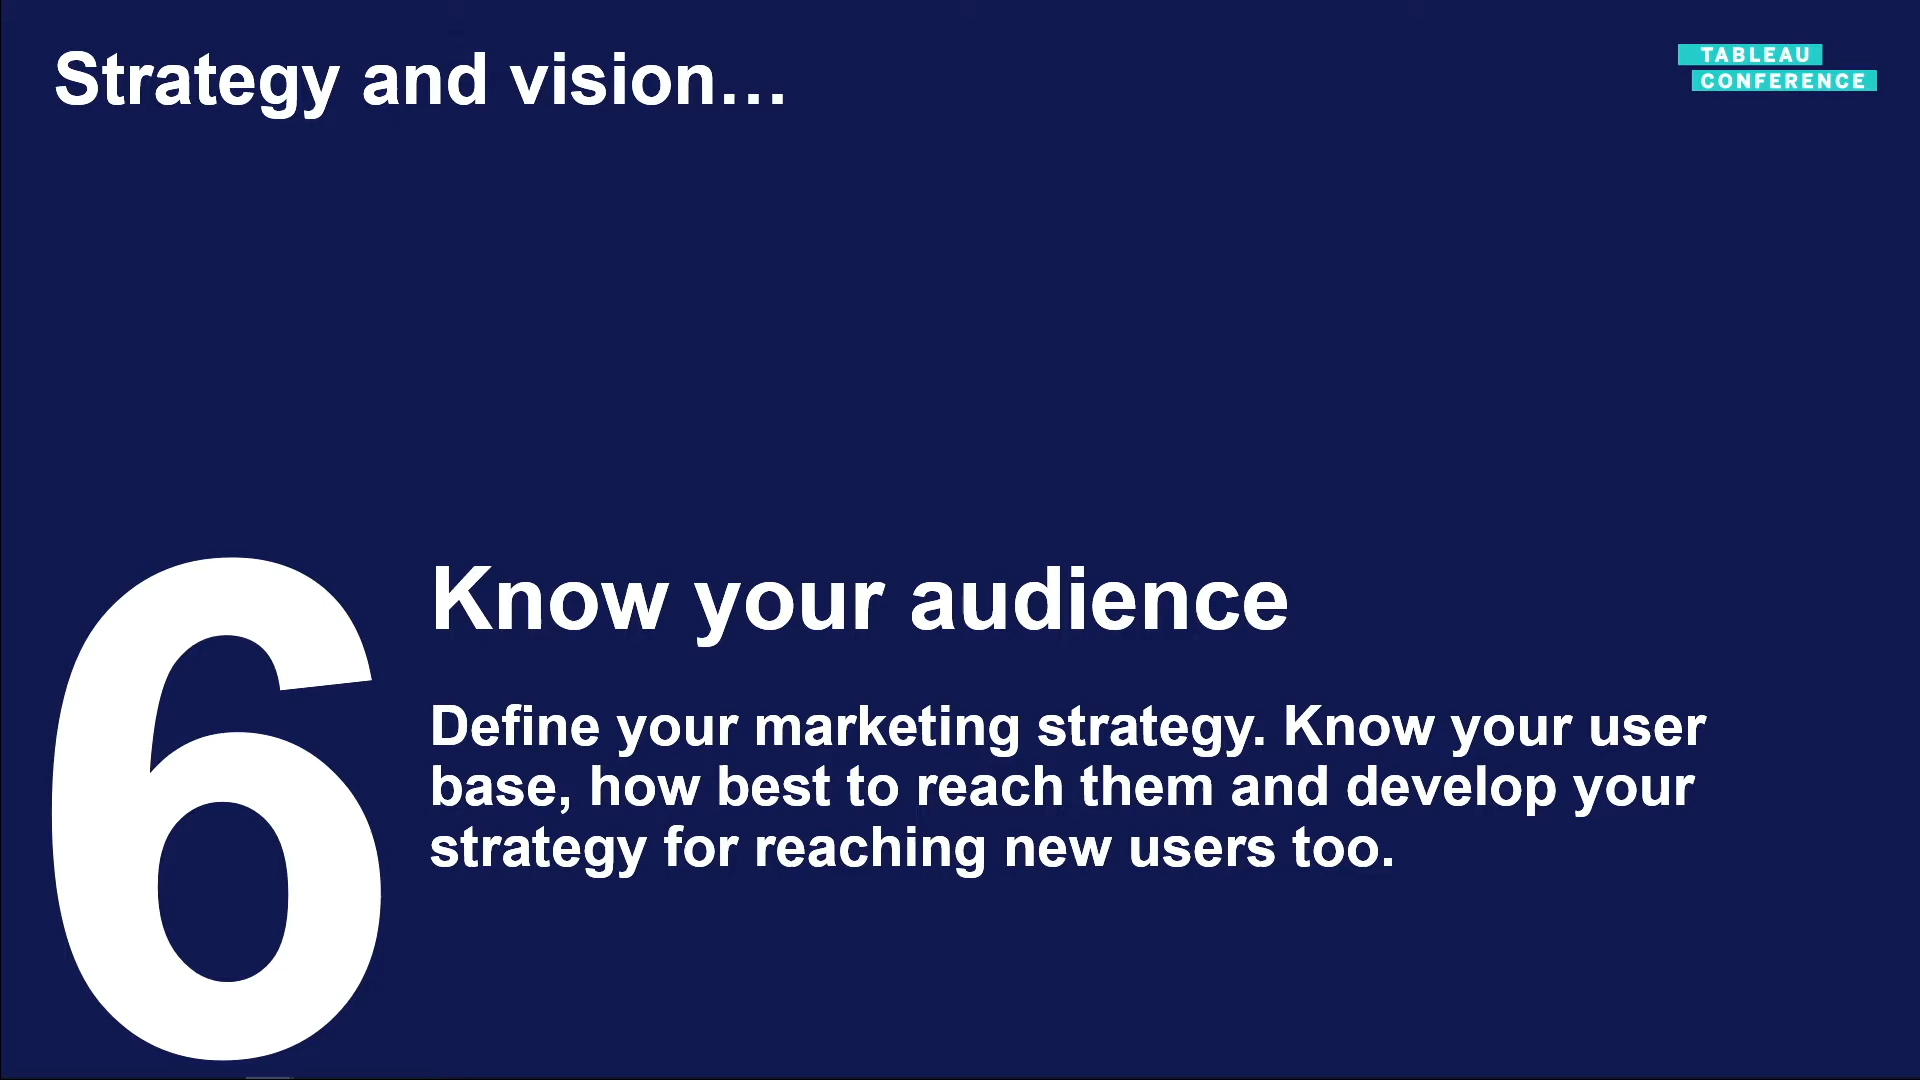 Strategy and vision…
TABLEAU
CONFERENCE
6
Know your audience
Define your marketing strategy. Know your user
base, how best to reach them and develop your
strategy for reaching new users too.